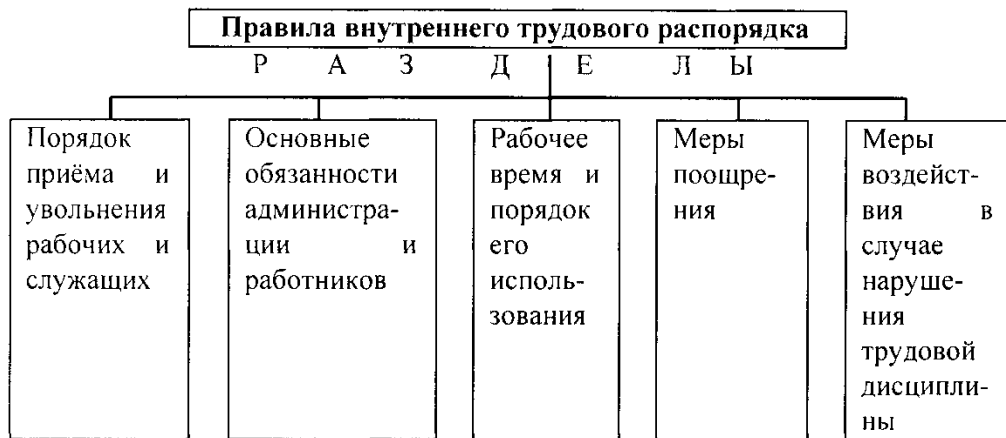 Правила внутреннего трудового распорядка
Р А З Д Е Л Ы
Порядок
приёма и
увольнения
рабочих и
служащих
Основные
обязанности
администра-
ции и
работников
Рабочее
время и
порядок
его
исполь-
зования
Меры
поощре-
ния
Меры
воздейст-
вия в
случае
наруше-
ния
трудовой
дисципли-
ны